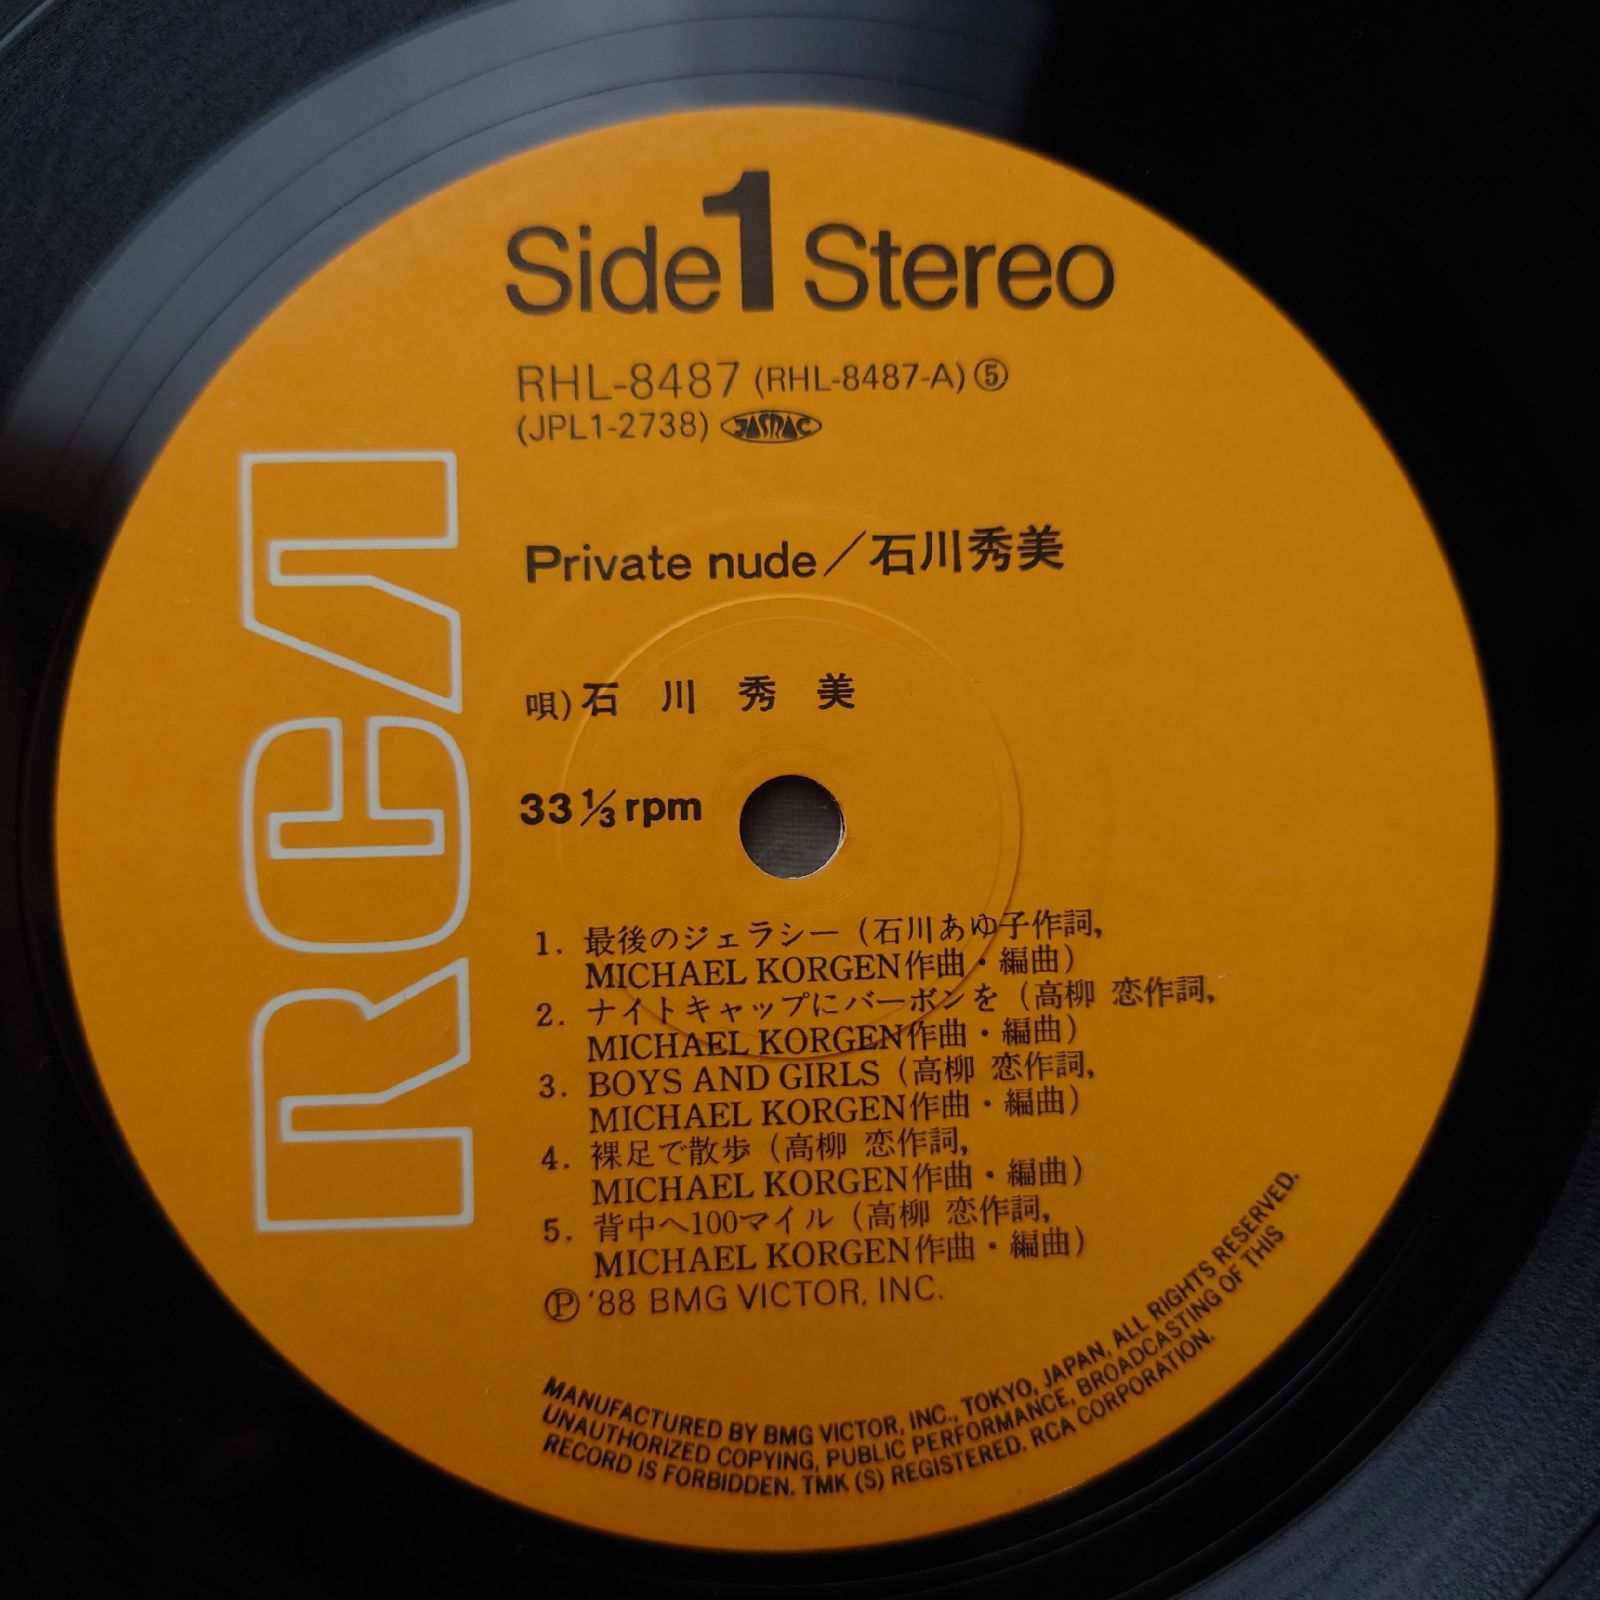 Side 1 Stereo
RHL-8487 (RHL-8487-A) ⑤
(JPL1-2738) JASRAC
RCA
Private nude／石川秀美
唄) 石 川 秀 美
33 1/3 rpm
1. 最後のジェラシー (石川あゆ子作詞,
MICHAEL KORGEN作曲・編曲)
2. ナイトキャップにバーボンを (高柳 恋作詞,
MICHAEL KORGEN作曲・編曲)
3. BOYS AND GIRLS (高柳 恋作詞,
MICHAEL KORGEN作曲・編曲)
4. 裸足で散歩 (高柳 恋作詞,
MICHAEL KORGEN作曲・編曲)
5. 背中へ100マイル (高柳 恋作詞,
MICHAEL KORGEN作曲・編曲)
Ⓟ '88 BMG VICTOR, INC.
MANUFACTURED BY BMG VICTOR, INC., TOKYO, JAPAN, ALL RIGHTS RESERVED.
UNAUTHORIZED COPYING, PUBLIC PERFORMANCE, BROADCASTING OF THIS
RECORD IS FORBIDDEN. TMK (S) REGISTERED. RCA CORPORATION.